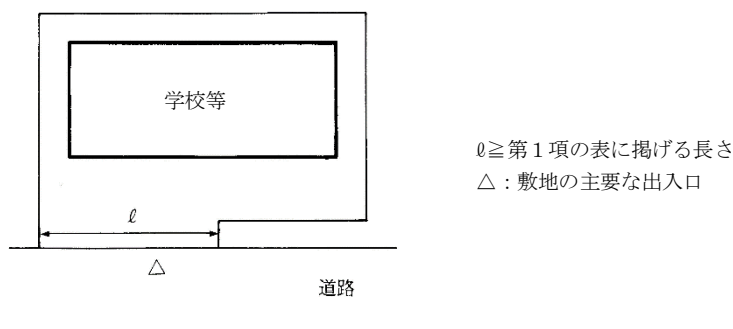 学校等
ℓ≧第1項の表に掲げる長さ
△：敷地の主要な出入口
ℓ
△
道路